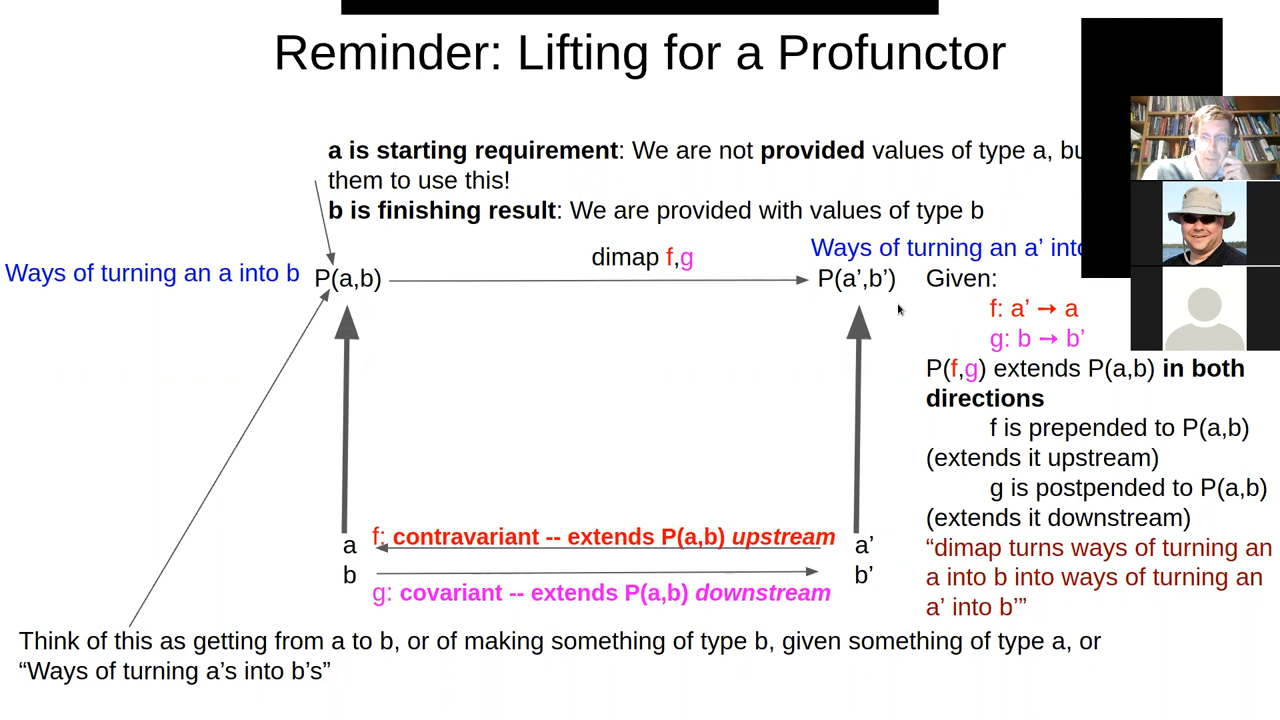 Reminder: Lifting for a Profunctor
a is starting requirement: We are not provided values of type a,
them to use this!
b is finishing result: We are provided with values of type b
Ways of turning an a’ into
dimap f,g
Ways of turning an a into b
P(a,b)
P(a’,b’)
Given:
f: a’ → a
g: b → b’
P(f,g) extends P(a,b) in both
directions
f is prepended to P(a,b)
(extends it upstream)
g is postpended to P(a,b)
(extends it downstream)
“dimap turns ways of turning an
a into b into ways of turning an
a’ into b’”
f: contravariant -- extends P(a,b) upstream
a
a’
b
b’
g: covariant -- extends P(a,b) downstream
Think of this as getting from a to b, or of making something of type b, given something of type a, or
“Ways of turning a’s into b’s”